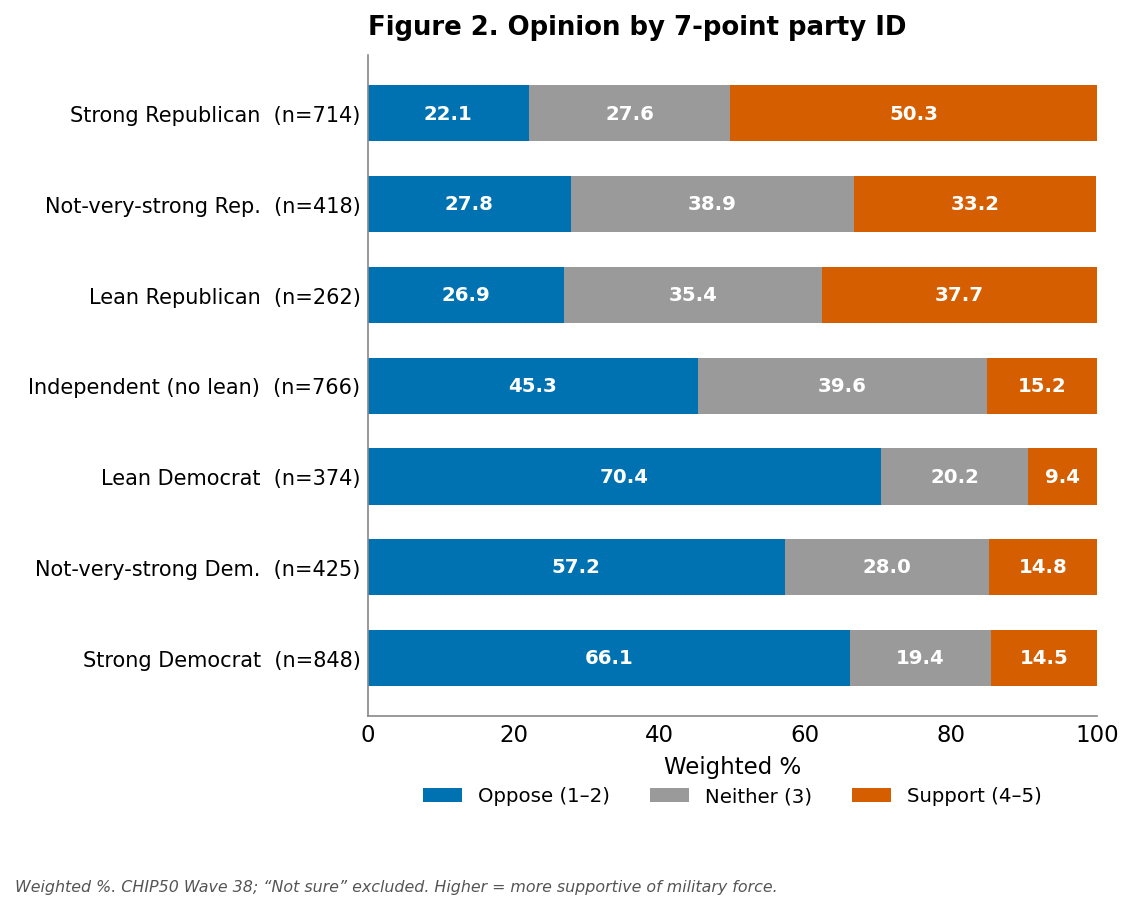 Figure 2. Opinion by 7-point party ID
Strong Republican (n=714) 22.1 27.6 50.3
Not-very-strong Rep. (n=418) 27.8 38.9 33.2
Lean Republican (n=262) 26.9 35.4 37.7
Independent (no lean) (n=766) 45.3 39.6 15.2
Lean Democrat (n=374) 70.4 20.2 9.4
Not-very-strong Dem. (n=425) 57.2 28.0 14.8
Strong Democrat (n=848) 66.1 19.4 14.5
0 20 40 60 80 100
Weighted %
Oppose (1–2) Neither (3) Support (4–5)
Weighted %. CHIP50 Wave 38; “Not sure” excluded. Higher = more supportive of military force.